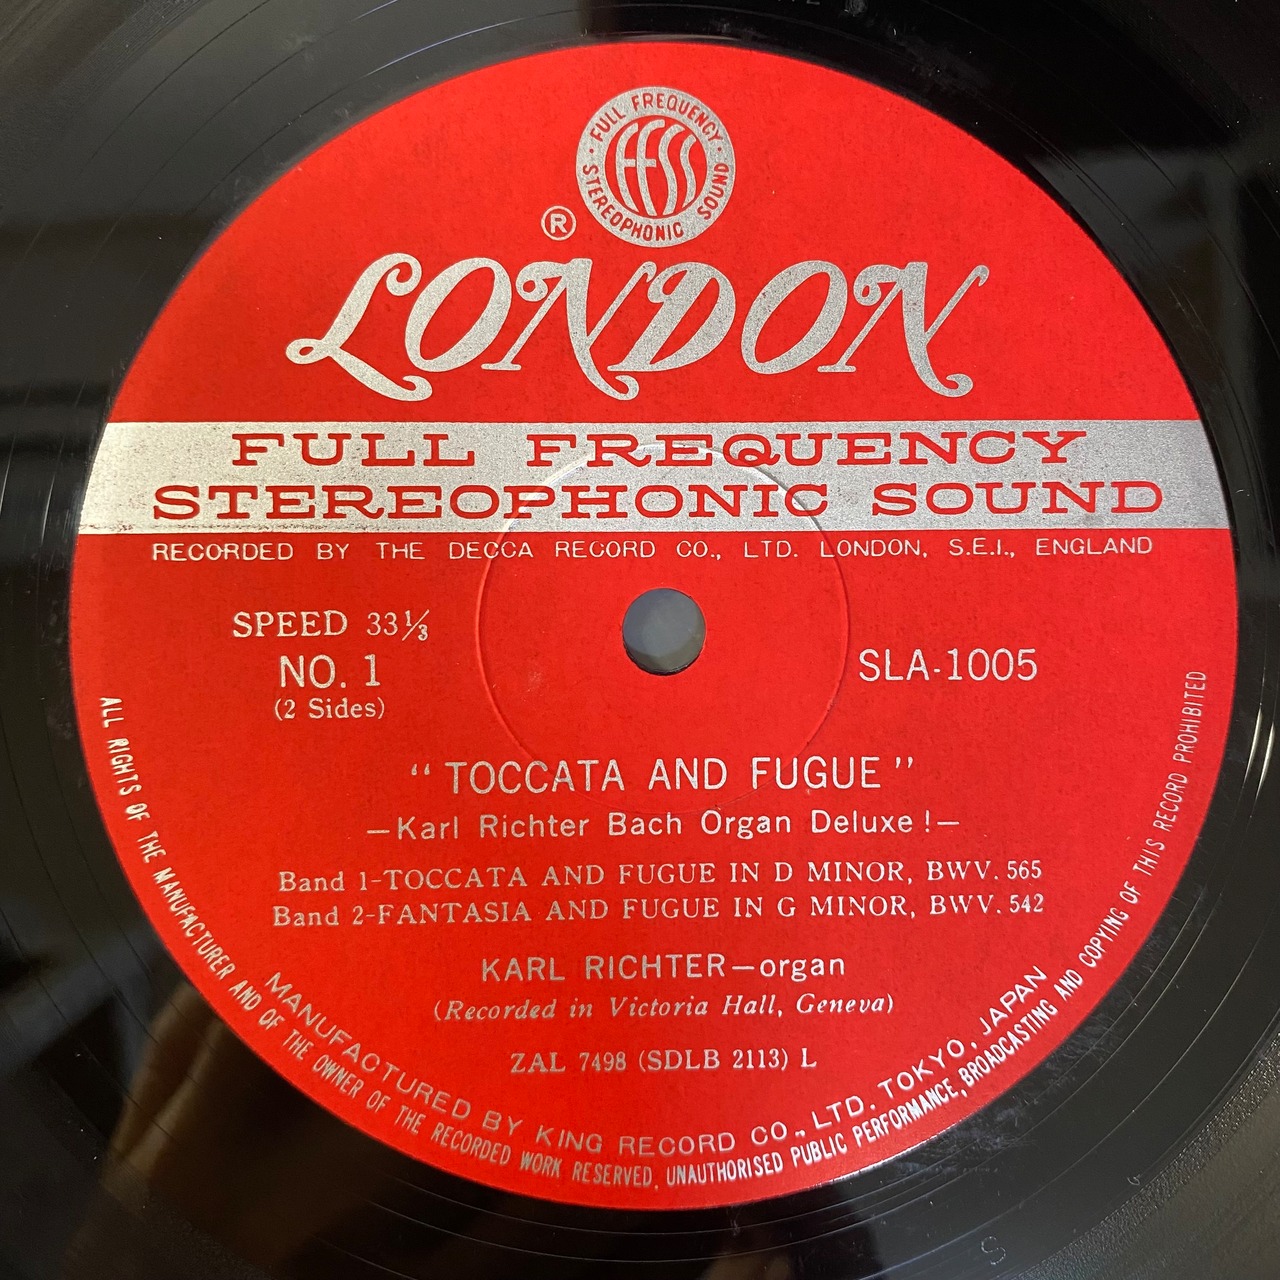 FULL FREQUENCY
STEREOPHONIC SOUND
ffss
®
LONDON
FULL FREQUENCY
STEREOPHONIC SOUND
RECORDED BY THE DECCA RECORD CO., LTD. LONDON, S.E.I., ENGLAND
SPEED 33⅓
NO. 1
(2 Sides)
SLA-1005
“TOCCATA AND FUGUE”
—Karl Richter Bach Organ Deluxe!—
Band 1-TOCCATA AND FUGUE IN D MINOR, BWV. 565
Band 2-FANTASIA AND FUGUE IN G MINOR, BWV. 542
KARL RICHTER—organ
(Recorded in Victoria Hall, Geneva)
ZAL 7498 (SDLB 2113) L
MANUFACTURED BY KING RECORD CO., LTD. TOKYO, JAPAN
ALL RIGHTS OF THE MANUFACTURER AND OF THE OWNER OF THE RECORDED WORK RESERVED, UNAUTHORISED PUBLIC PERFORMANCE, BROADCASTING AND COPYING OF THIS RECORD PROHIBITED
S